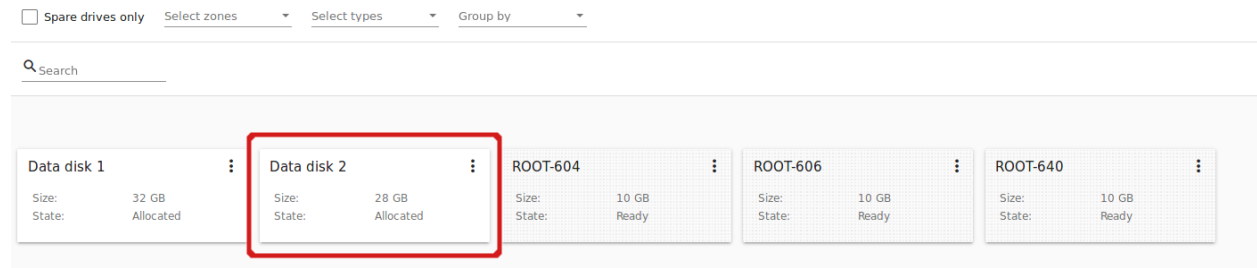 Spare drives only Select zones Select types Group by
Search
Data disk 1 Data disk 2 ROOT-604 ROOT-606 ROOT-640
Size: 32 GB Size: 28 GB Size: 10 GB Size: 10 GB Size: 10 GB
State: Allocated State: Allocated State: Ready State: Ready State: Ready